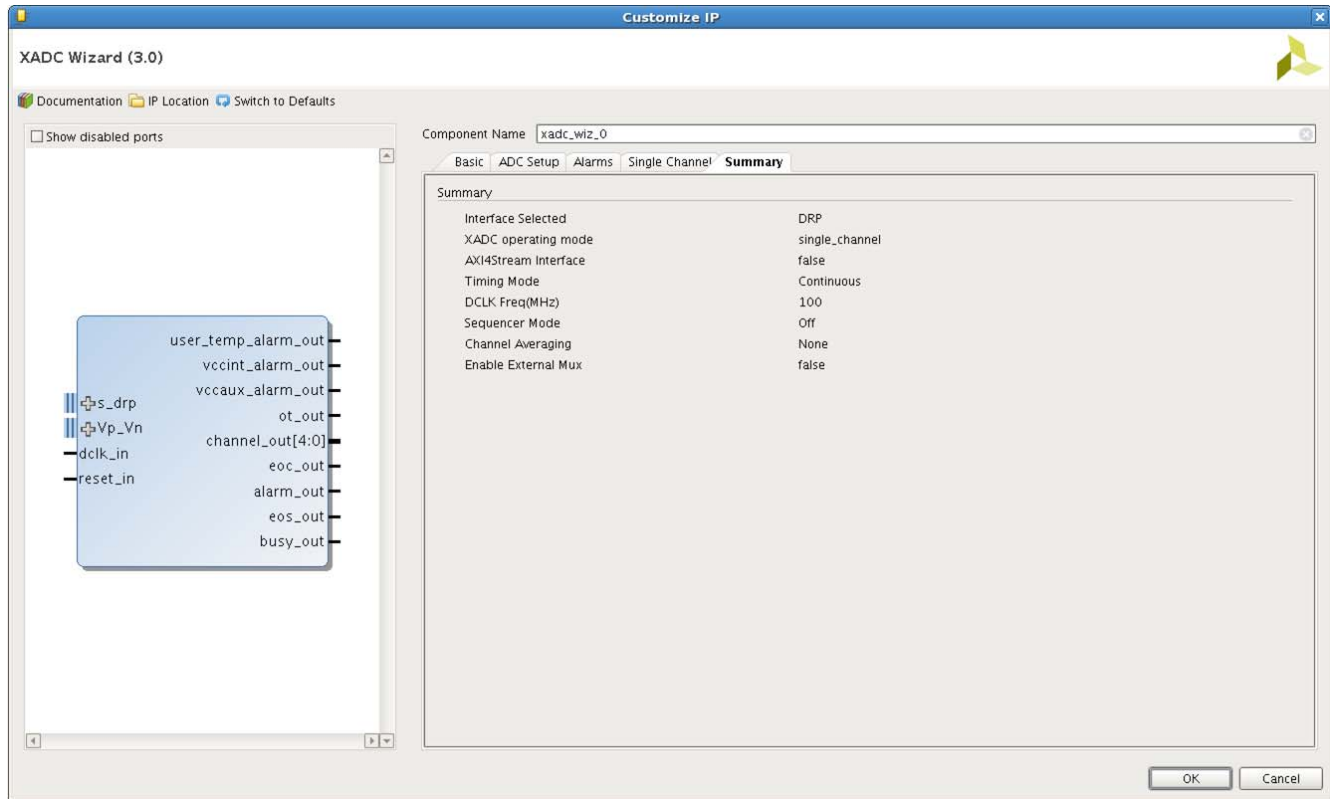 Customize IP
XADC Wizard (3.0)
Documentation IP Location Switch to Defaults
Show disabled ports
user_temp_alarm_out
vccint_alarm_out
vccaux_alarm_out
s_drp
ot_out
Vp_Vn
channel_out[4:0]
dclk_in
eoc_out
reset_in
alarm_out
eos_out
busy_out
Component Name xadc_wiz_0
Basic ADC Setup Alarms Single Channel Summary
Summary
Interface Selected DRP
XADC operating mode single_channel
AXI4Stream Interface false
Timing Mode Continuous
DCLK Freq(MHz) 100
Sequencer Mode Off
Channel Averaging None
Enable External Mux false
OK Cancel